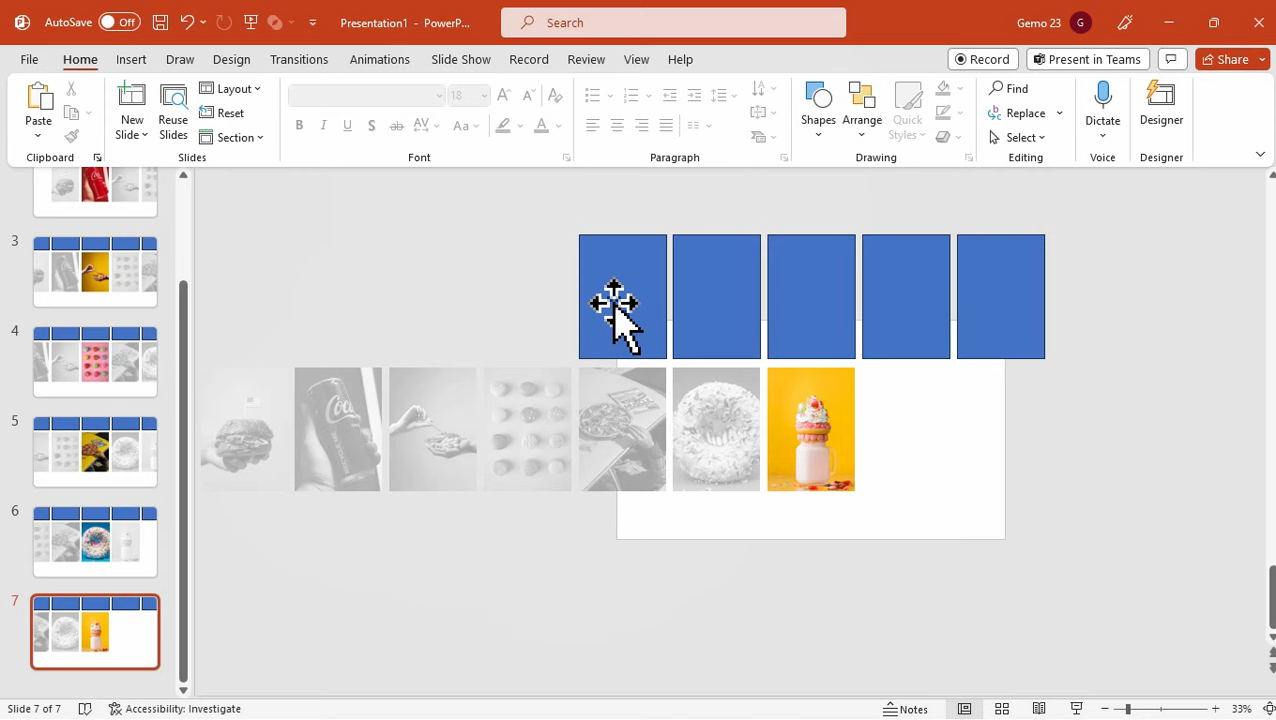 AutoSave Off Presentation1 - PowerP... Search Gemo 23 G
File Home Insert Draw Design Transitions Animations Slide Show Record Review View Help Record Present in Teams Share
Paste New Slide Reuse Slides Layout Reset Section 18 B I U S ab AV Aa A Shapes Arrange Quick Styles Find Replace Select Dictate Designer
Clipboard Slides Font Paragraph Drawing Editing Voice Designer
3
4
5
6
7
Slide 7 of 7 Accessibility: Investigate Notes 33%